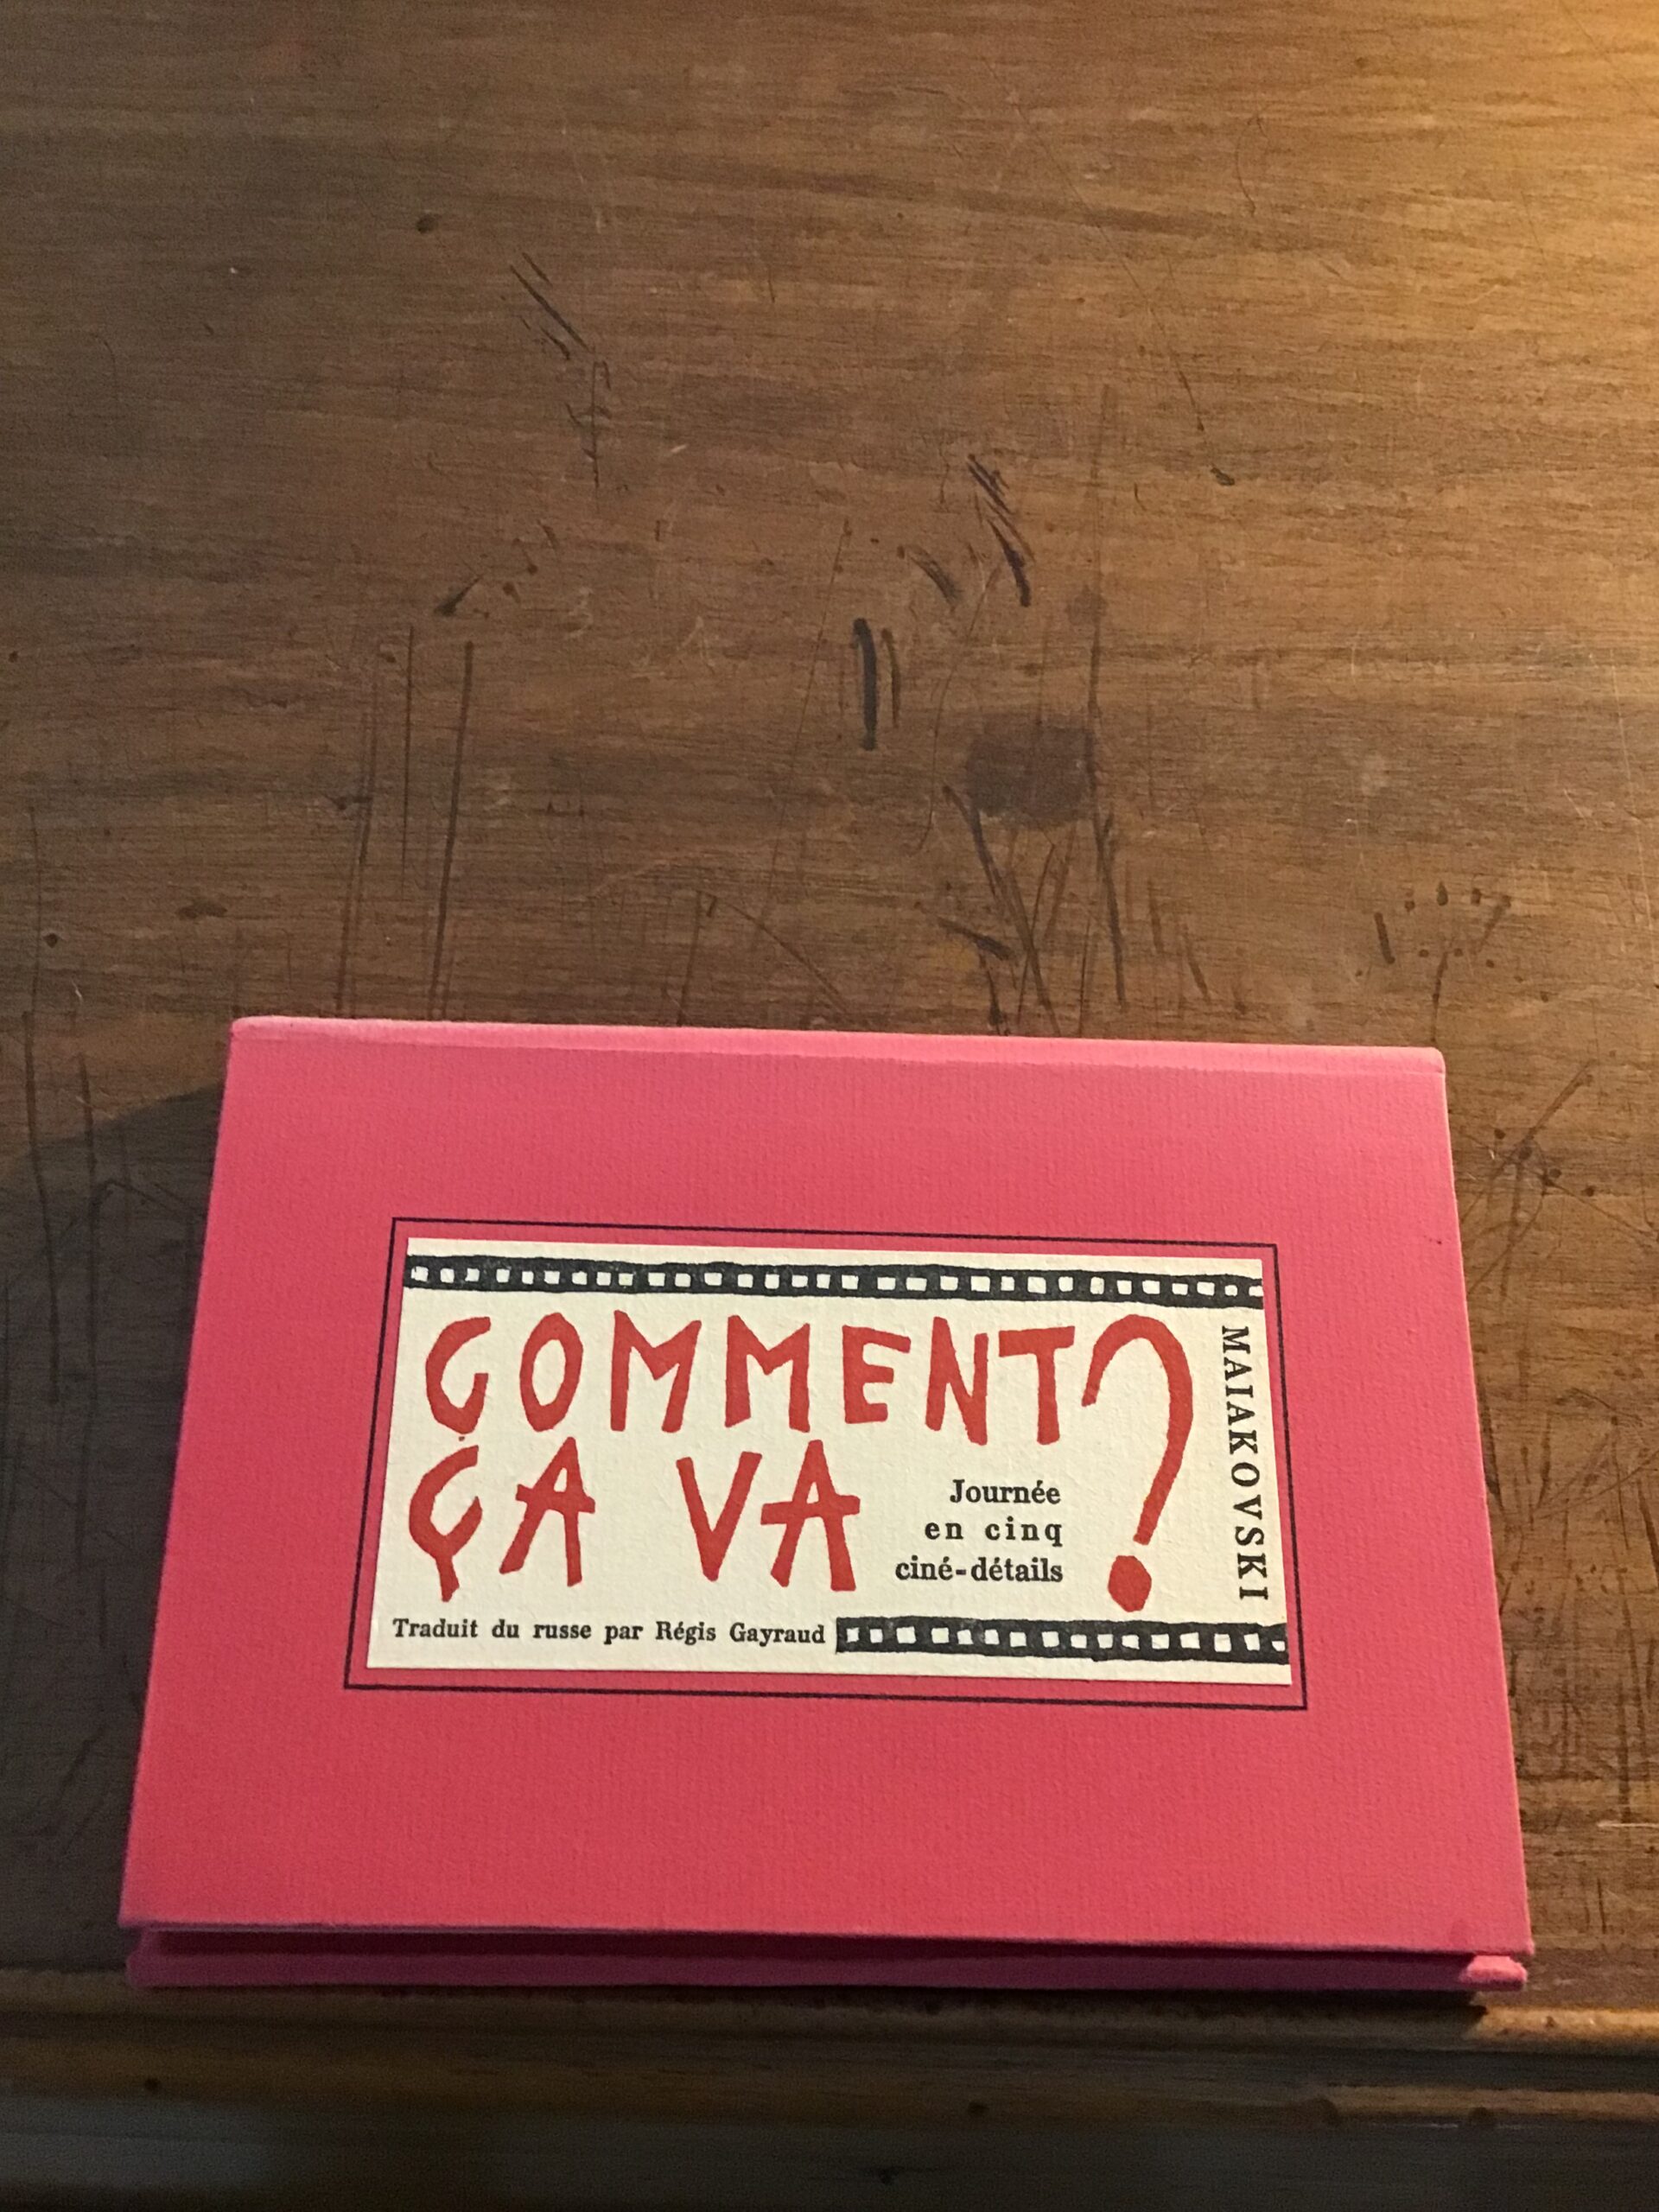 COMMENT
ÇA VA ?
Journée
en cinq
ciné-détails
MAIAKOVSKI
Traduit du russe par Régis Gayraud